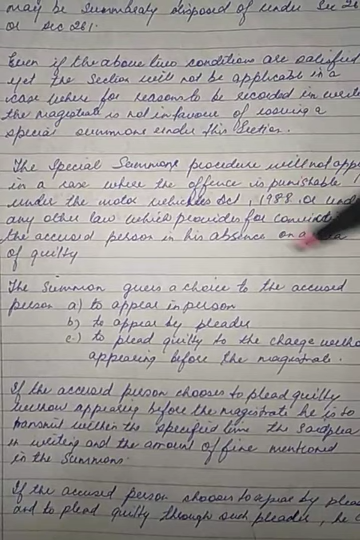 may be summarily disposed of under Sec 26
or Sec 261.
Even if the above two conditions are satisfied
yet the Section will not be applicable in a
case where for reasons to be recorded in writi
the magistrate is not in favour of issuing a
special summons under this Section.
The Special Summons procedure will not appl
in a case where the offence is punishable
under the motor vehicles Act, 1988 or und
any other law which provides for convicti
the accused person in his absence on a
of guilty
The Summon gives a choice to the accused
person a) to appear in person
b) to appear by pleader
c) to plead guilty to the charge witho
appearing before the magistrate.
If the accused person chooses to plead guilty
without appearing before the magistrate he is to
transmit within the specified time the said plea
in writing and the amount of fine mentioned
in the Summons.
If the accused person chooses to appear by plea
and to plead guilty through such pleader, he c